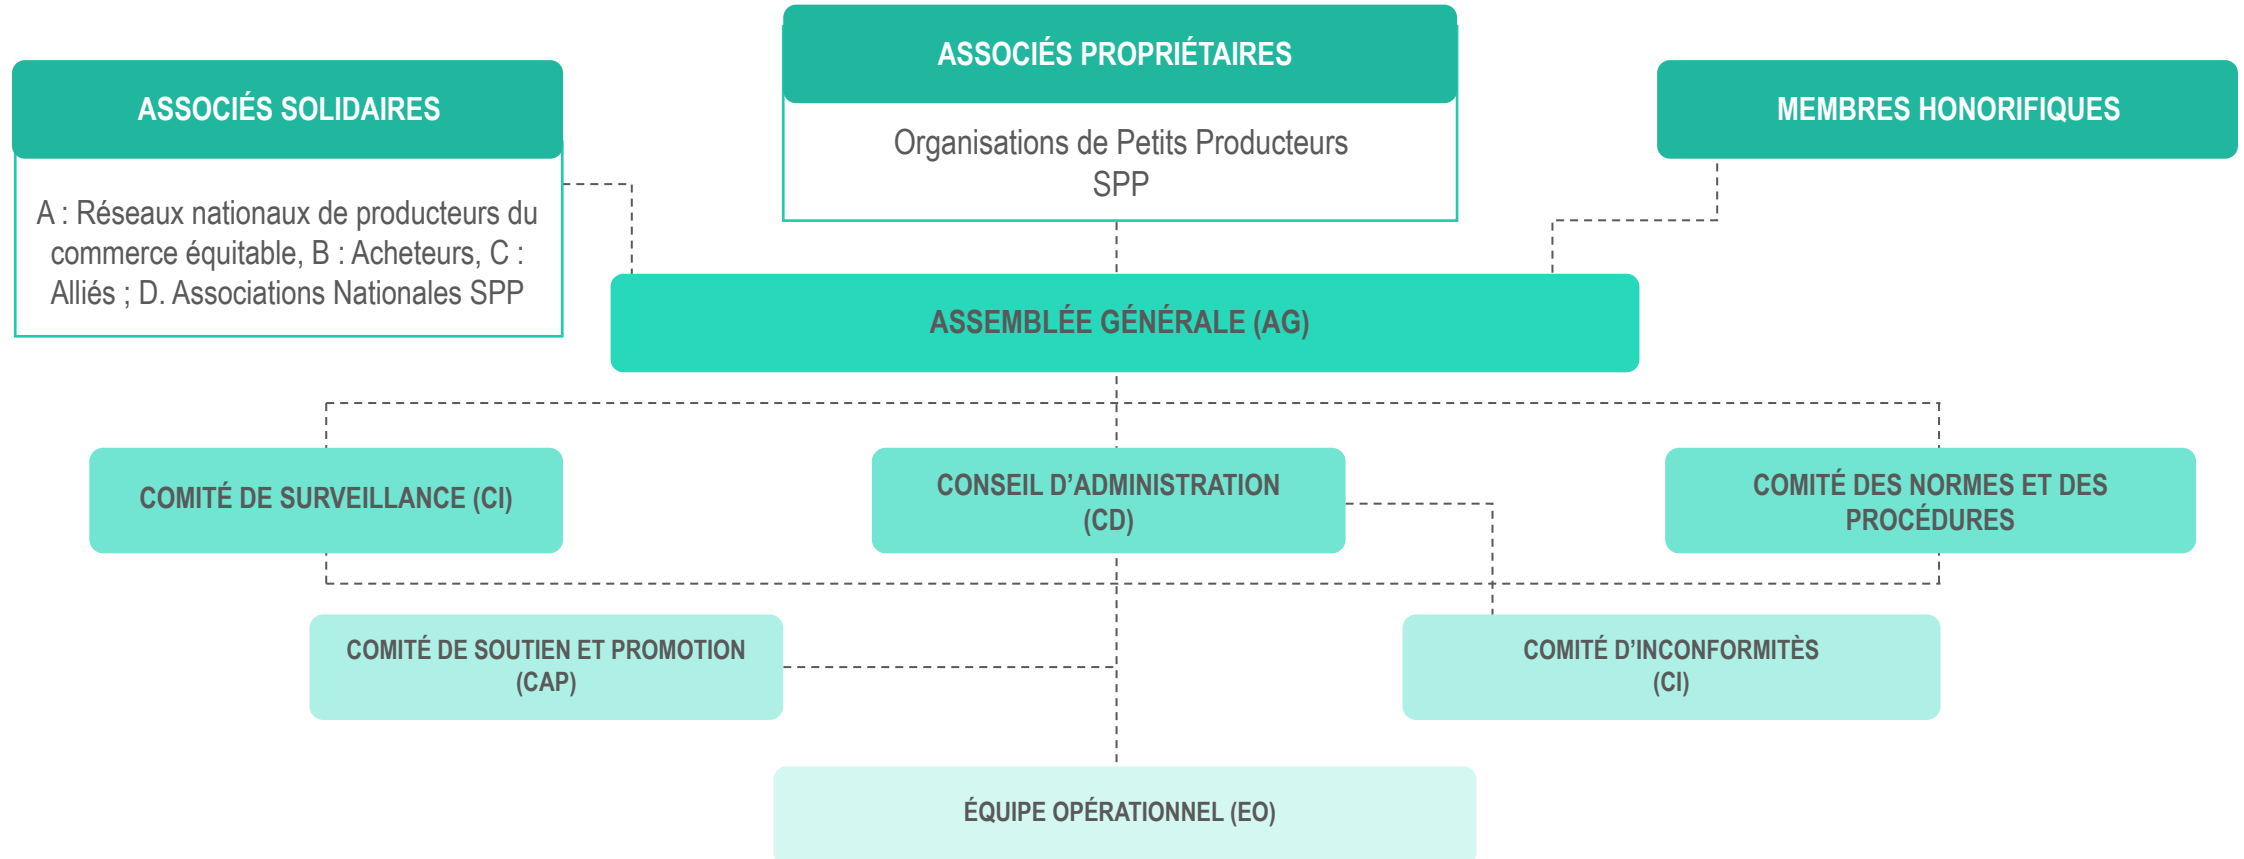 ASSOCIÉS PROPRIÉTAIRES
Organisations de Petits Producteurs
SPP
ASSOCIÉS SOLIDAIRES
A : Réseaux nationaux de producteurs du
commerce équitable, B : Acheteurs, C :
Alliés ; D. Associations Nationales SPP
MEMBRES HONORIFIQUES
ASSEMBLÉE GÉNÉRALE (AG)
COMITÉ DE SURVEILLANCE (CI)
CONSEIL D’ADMINISTRATION
(CD)
COMITÉ DES NORMES ET DES
PROCÉDURES
COMITÉ DE SOUTIEN ET PROMOTION
(CAP)
COMITÉ D’INCONFORMITÈS
(CI)
ÉQUIPE OPÉRATIONNEL (EO)